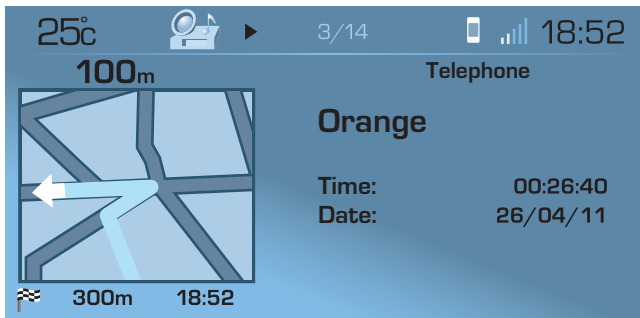 25°c 3/14 18:52
100m
Telephone
Orange
Time: 00:26:40
Date: 26/04/11
300m 18:52